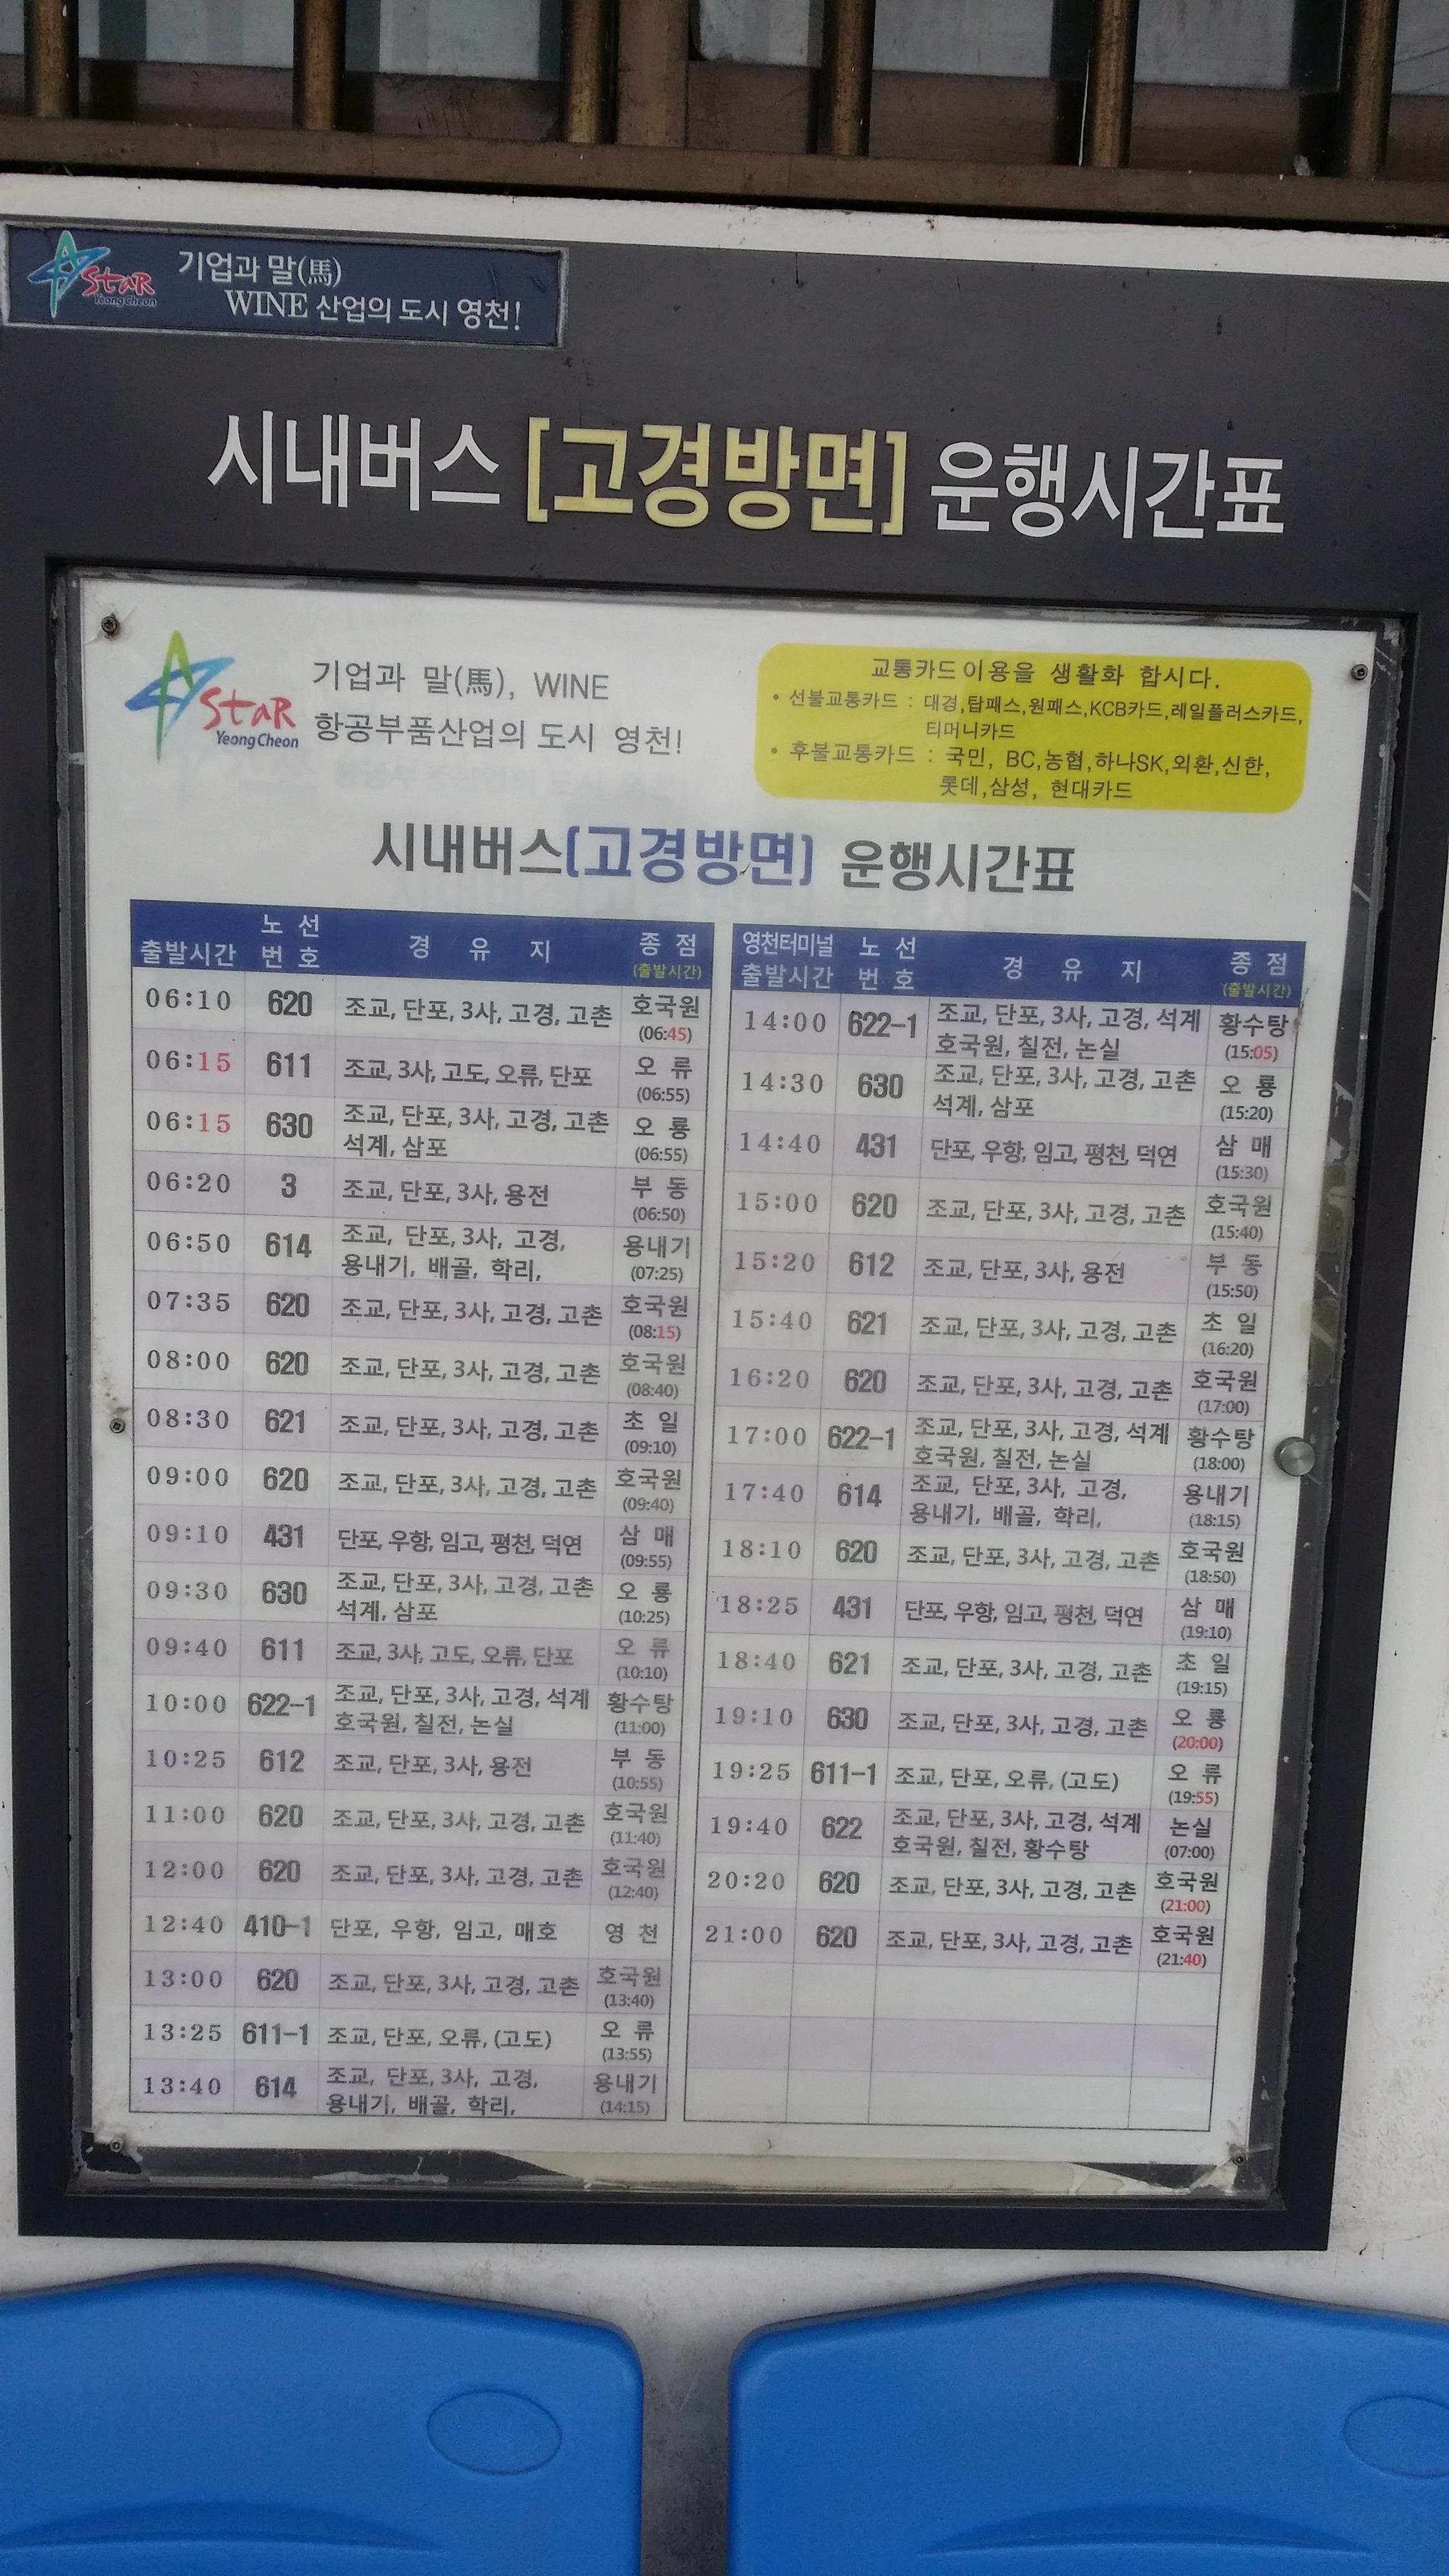 STAR
YeongCheon
기업과 말(馬)
WINE 산업의 도시 영천!
시내버스 [고경방면] 운행시간표
STAR
YeongCheon
기업과 말(馬), WINE
항공부품산업의 도시 영천!
교통카드이용을 생활화 합시다.
• 선불교통카드 : 대경,탑패스,원패스,KCB카드,레일플러스카드,
티머니카드
• 후불교통카드 : 국민, BC,농협,하나SK,외환,신한,
롯데,삼성, 현대카드
시내버스[고경방면] 운행시간표
출발시간 노선번호 경유지 종점 (출발시간)
06:10 620 조교, 단포, 3사, 고경, 고촌 호국원 (06:45)
06:15 611 조교, 3사, 고도, 오류, 단포 오류 (06:55)
06:15 630 조교, 단포, 3사, 고경, 고촌 석계, 삼포 오룡 (06:55)
06:20 3 조교, 단포, 3사, 용전 부동 (06:50)
06:50 614 조교, 단포, 3사, 고경, 용내기, 배골, 학리, 용내기 (07:25)
07:35 620 조교, 단포, 3사, 고경, 고촌 호국원 (08:15)
08:00 620 조교, 단포, 3사, 고경, 고촌 호국원 (08:40)
08:30 621 조교, 단포, 3사, 고경, 고촌 초일 (09:10)
09:00 620 조교, 단포, 3사, 고경, 고촌 호국원 (09:40)
09:10 431 단포, 우항, 임고, 평천, 덕연 삼매 (09:55)
09:30 630 조교, 단포, 3사, 고경, 고촌 석계, 삼포 오룡 (10:25)
09:40 611 조교, 3사, 고도, 오류, 단포 오류 (10:10)
10:00 622-1 조교, 단포, 3사, 고경, 석계 호국원, 칠전, 논실 황수탕 (11:00)
10:25 612 조교, 단포, 3사, 용전 부동 (10:55)
11:00 620 조교, 단포, 3사, 고경, 고촌 호국원 (11:40)
12:00 620 조교, 단포, 3사, 고경, 고촌 호국원 (12:40)
12:40 410-1 단포, 우항, 임고, 매호 영천
13:00 620 조교, 단포, 3사, 고경, 고촌 호국원 (13:40)
13:25 611-1 조교, 단포, 오류, (고도) 오류 (13:55)
13:40 614 조교, 단포, 3사, 고경, 용내기, 배골, 학리, 용내기 (14:15)
영천터미널 출발시간 노선번호 경유지 종점 (출발시간)
14:00 622-1 조교, 단포, 3사, 고경, 석계 호국원, 칠전, 논실 황수탕 (15:05)
14:30 630 조교, 단포, 3사, 고경, 고촌 석계, 삼포 오룡 (15:20)
14:40 431 단포, 우항, 임고, 평천, 덕연 삼매 (15:30)
15:00 620 조교, 단포, 3사, 고경, 고촌 호국원 (15:40)
15:20 612 조교, 단포, 3사, 용전 부동 (15:50)
15:40 621 조교, 단포, 3사, 고경, 고촌 초일 (16:20)
16:20 620 조교, 단포, 3사, 고경, 고촌 호국원 (17:00)
17:00 622-1 조교, 단포, 3사, 고경, 석계 호국원, 칠전, 논실 황수탕 (18:00)
17:40 614 조교, 단포, 3사, 고경, 용내기, 배골, 학리, 용내기 (18:15)
18:10 620 조교, 단포, 3사, 고경, 고촌 호국원 (18:50)
18:25 431 단포, 우항, 임고, 평천, 덕연 삼매 (19:10)
18:40 621 조교, 단포, 3사, 고경, 고촌 초일 (19:15)
19:10 630 조교, 단포, 3사, 고경, 고촌 오룡 (20:00)
19:25 611-1 조교, 단포, 오류, (고도) 오류 (19:55)
19:40 622 조교, 단포, 3사, 고경, 석계 호국원, 칠전, 황수탕 논실 (07:00)
20:20 620 조교, 단포, 3사, 고경, 고촌 호국원 (21:00)
21:00 620 조교, 단포, 3사, 고경, 고촌 호국원 (21:40)